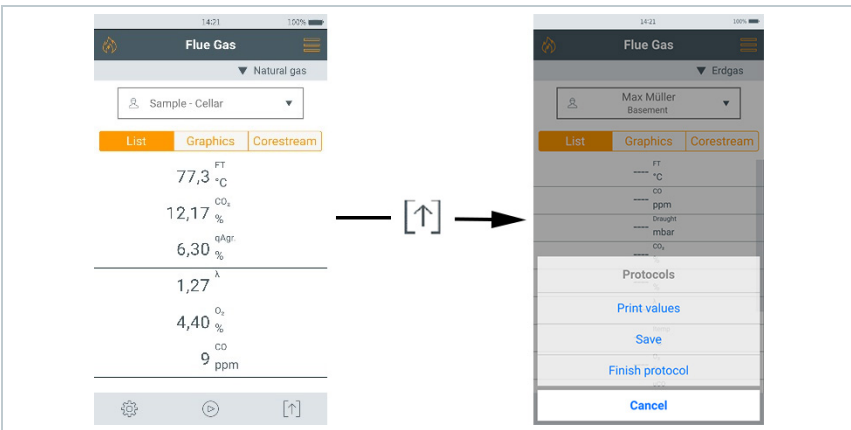 14:21 100%
Flue Gas
▼ Natural gas
Sample - Cellar ▼
List Graphics Corestream
FT
77,3 °C
CO₂
12,17 %
qAgr.
6,30 %
λ
1,27
O₂
4,40 %
CO
9 ppm
[↑]
14:21 100%
Flue Gas
▼ Erdgas
Max Müller ▼
Basement
List Graphics Corestream
FT
---- °C
CO
---- ppm
Draught
---- mbar
CO₂
----
Protocols
Print values
Save
Finish protocol
Cancel